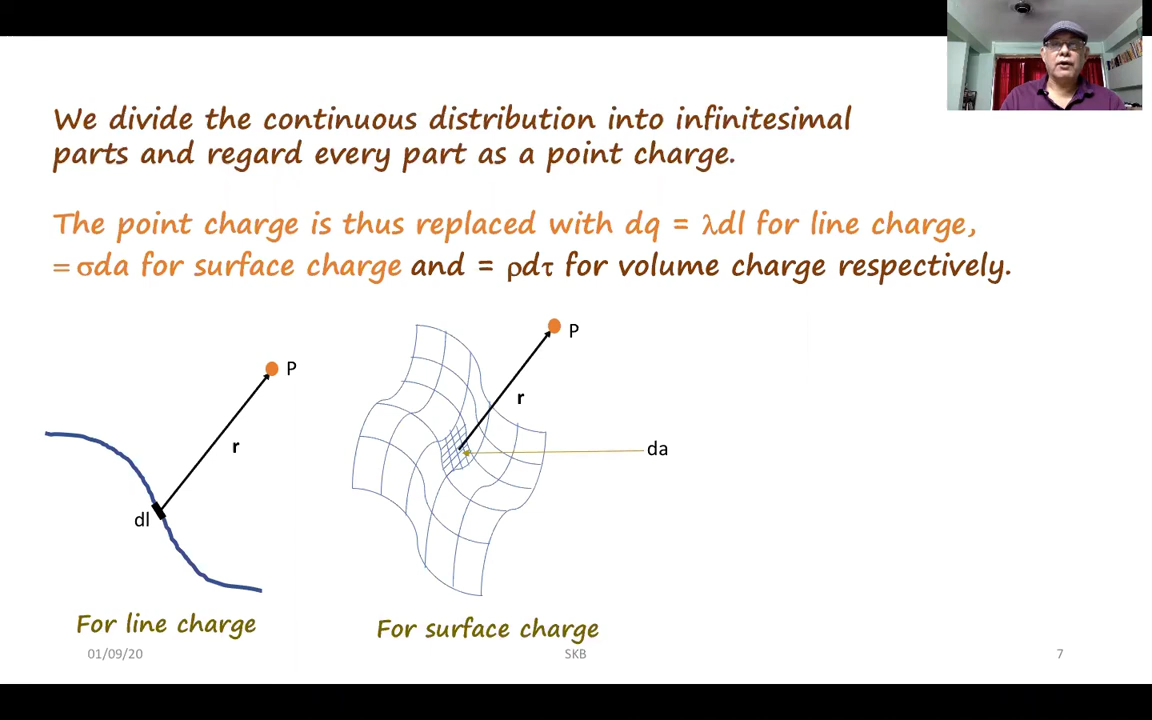 We divide the continuous distribution into infinitesimal
parts and regard every part as a point charge.
The point charge is thus replaced with dq = λdl for line charge,
= σda for surface charge and = ρdτ for volume charge respectively.
P
r
dl
For line charge
P
r
da
For surface charge
01/09/20
SKB
7